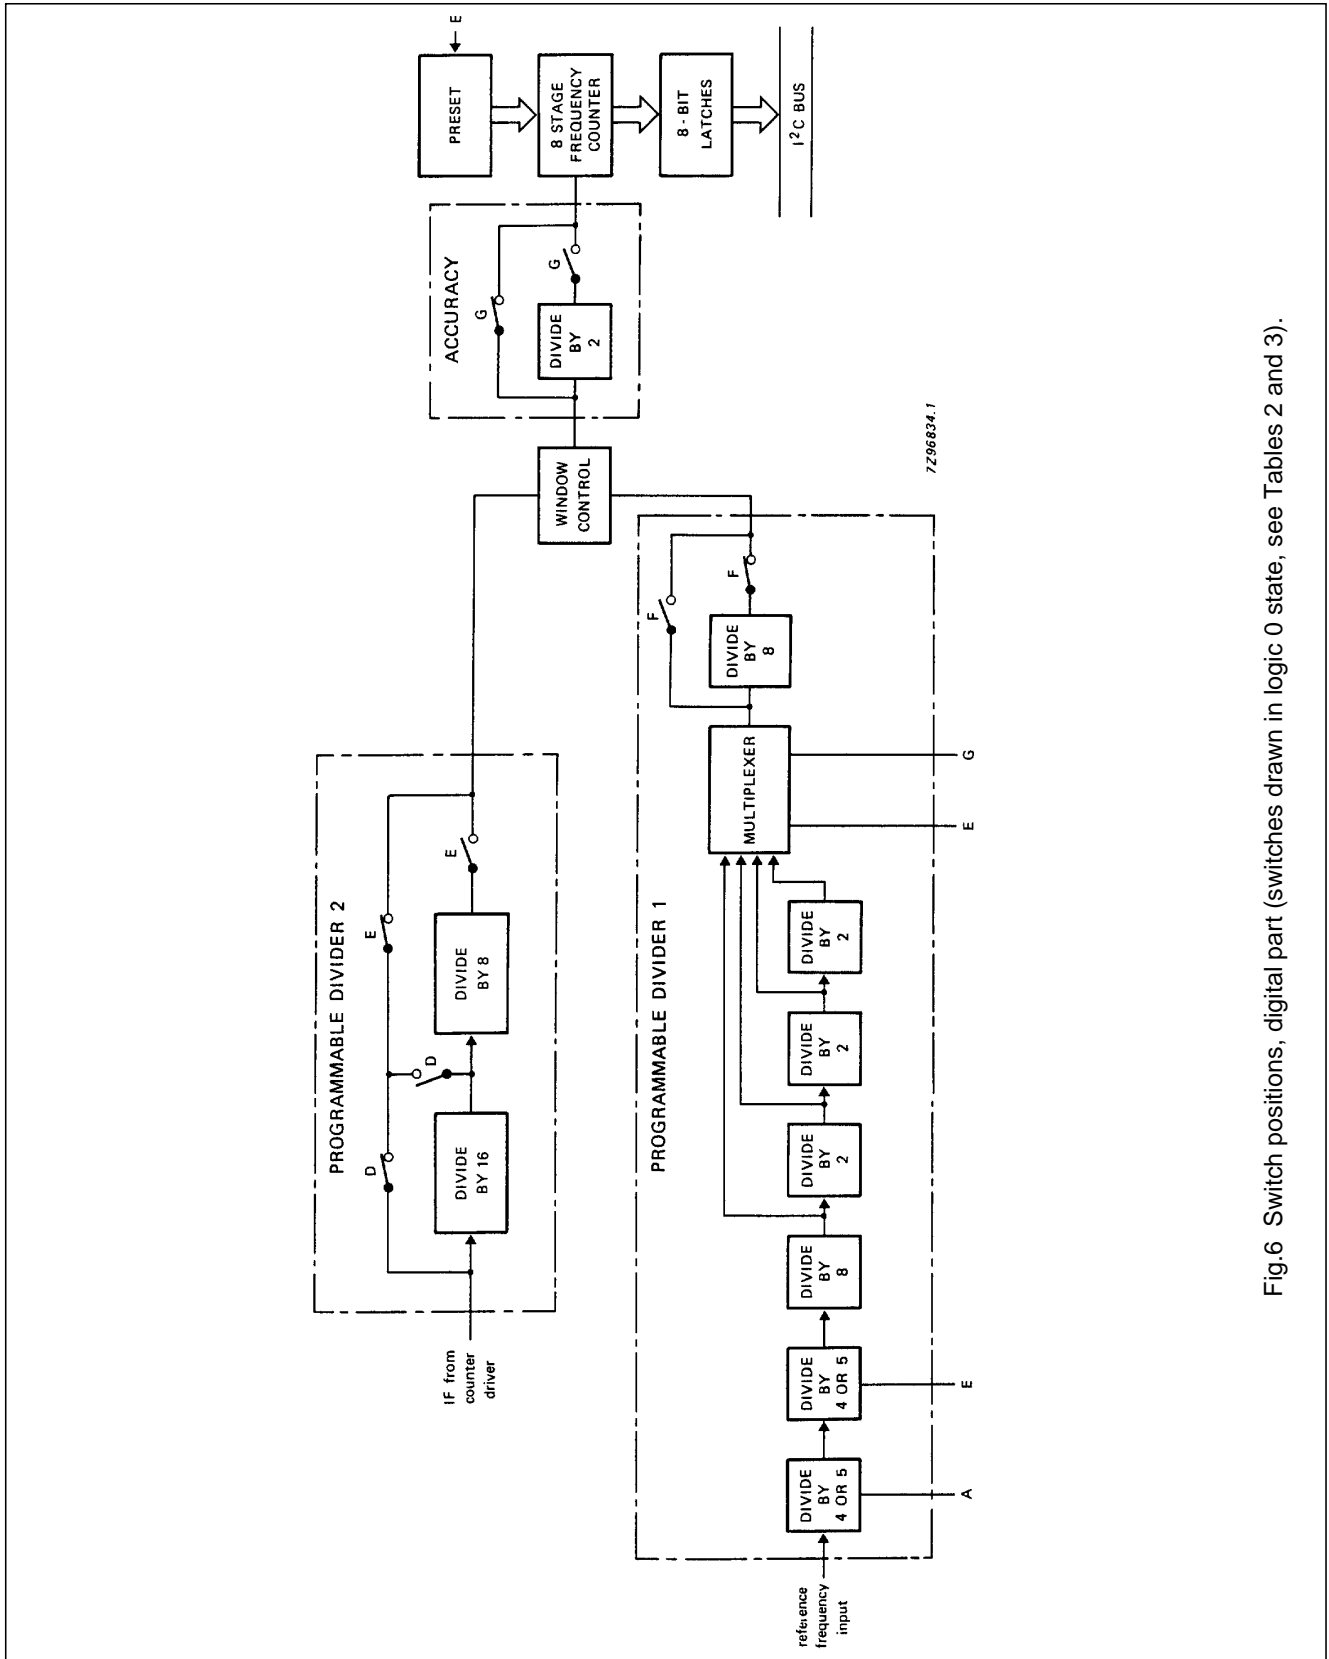 PROGRAMMABLE DIVIDER 2
D
E
D
E
DIVIDE
BY 16
DIVIDE
BY 8
IF from
counter
driver
WINDOW
CONTROL
ACCURACY
G
G
DIVIDE
BY
2
PRESET
E
8 STAGE
FREQUENCY
COUNTER
8 - BIT
LATCHES
I²C BUS
PROGRAMMABLE DIVIDER 1
F
F
DIVIDE
BY
8
MULTIPLEXER
reference
frequency
input
DIVIDE
BY
4 OR 5
DIVIDE
BY
4 OR 5
DIVIDE
BY
8
DIVIDE
BY
2
DIVIDE
BY
2
DIVIDE
BY
2
A
E
E
G
7Z96834.1
Fig.6 Switch positions, digital part (switches drawn in logic 0 state, see Tables 2 and 3).